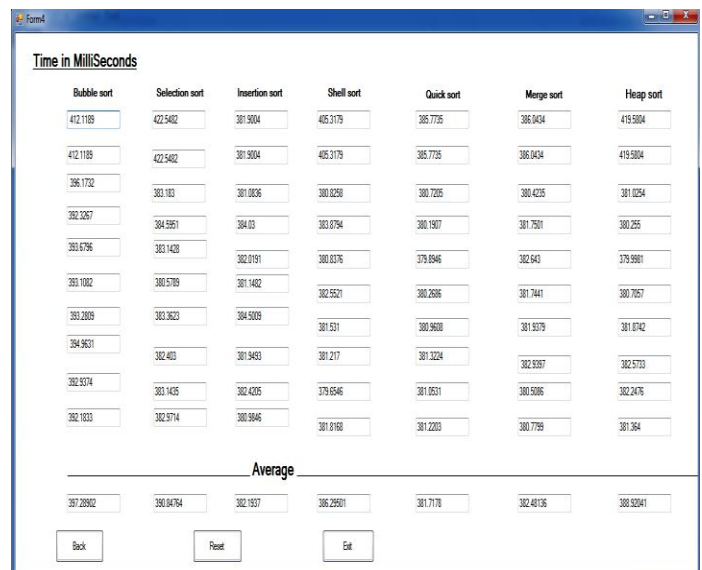 Form4
Time in MilliSeconds
Bubble sort Selection sort Insertion sort Shell sort Quick sort Merge sort Heap sort
412.1189 422.5482 381.9004 405.3179 385.7735 386.0434 419.5804
412.1189 422.5482 381.9004 405.3179 385.7735 386.0434 419.5804
396.1732 383.183 381.0836 380.8258 380.7205 380.4235 381.0254
392.3267 384.5951 384.03 383.8794 380.1907 381.7501 380.255
393.6796 383.1428 382.0191 380.8376 379.8946 382.643 379.9981
393.1082 380.5789 381.1482 382.5521 380.2686 381.7441 380.7057
393.2809 383.3623 384.5009 381.531 380.9608 381.9379 381.8742
394.9631 382.403 381.9493 381.217 381.3224 382.9397 382.5733
392.9374 383.1435 382.4205 379.6546 381.0531 380.5086 382.2476
392.1833 382.9714 380.9846 381.8168 381.2203 380.7799 381.364
Average
397.28902 390.84764 382.1937 386.29501 381.7178 382.48136 388.92041
Back Reset Exit